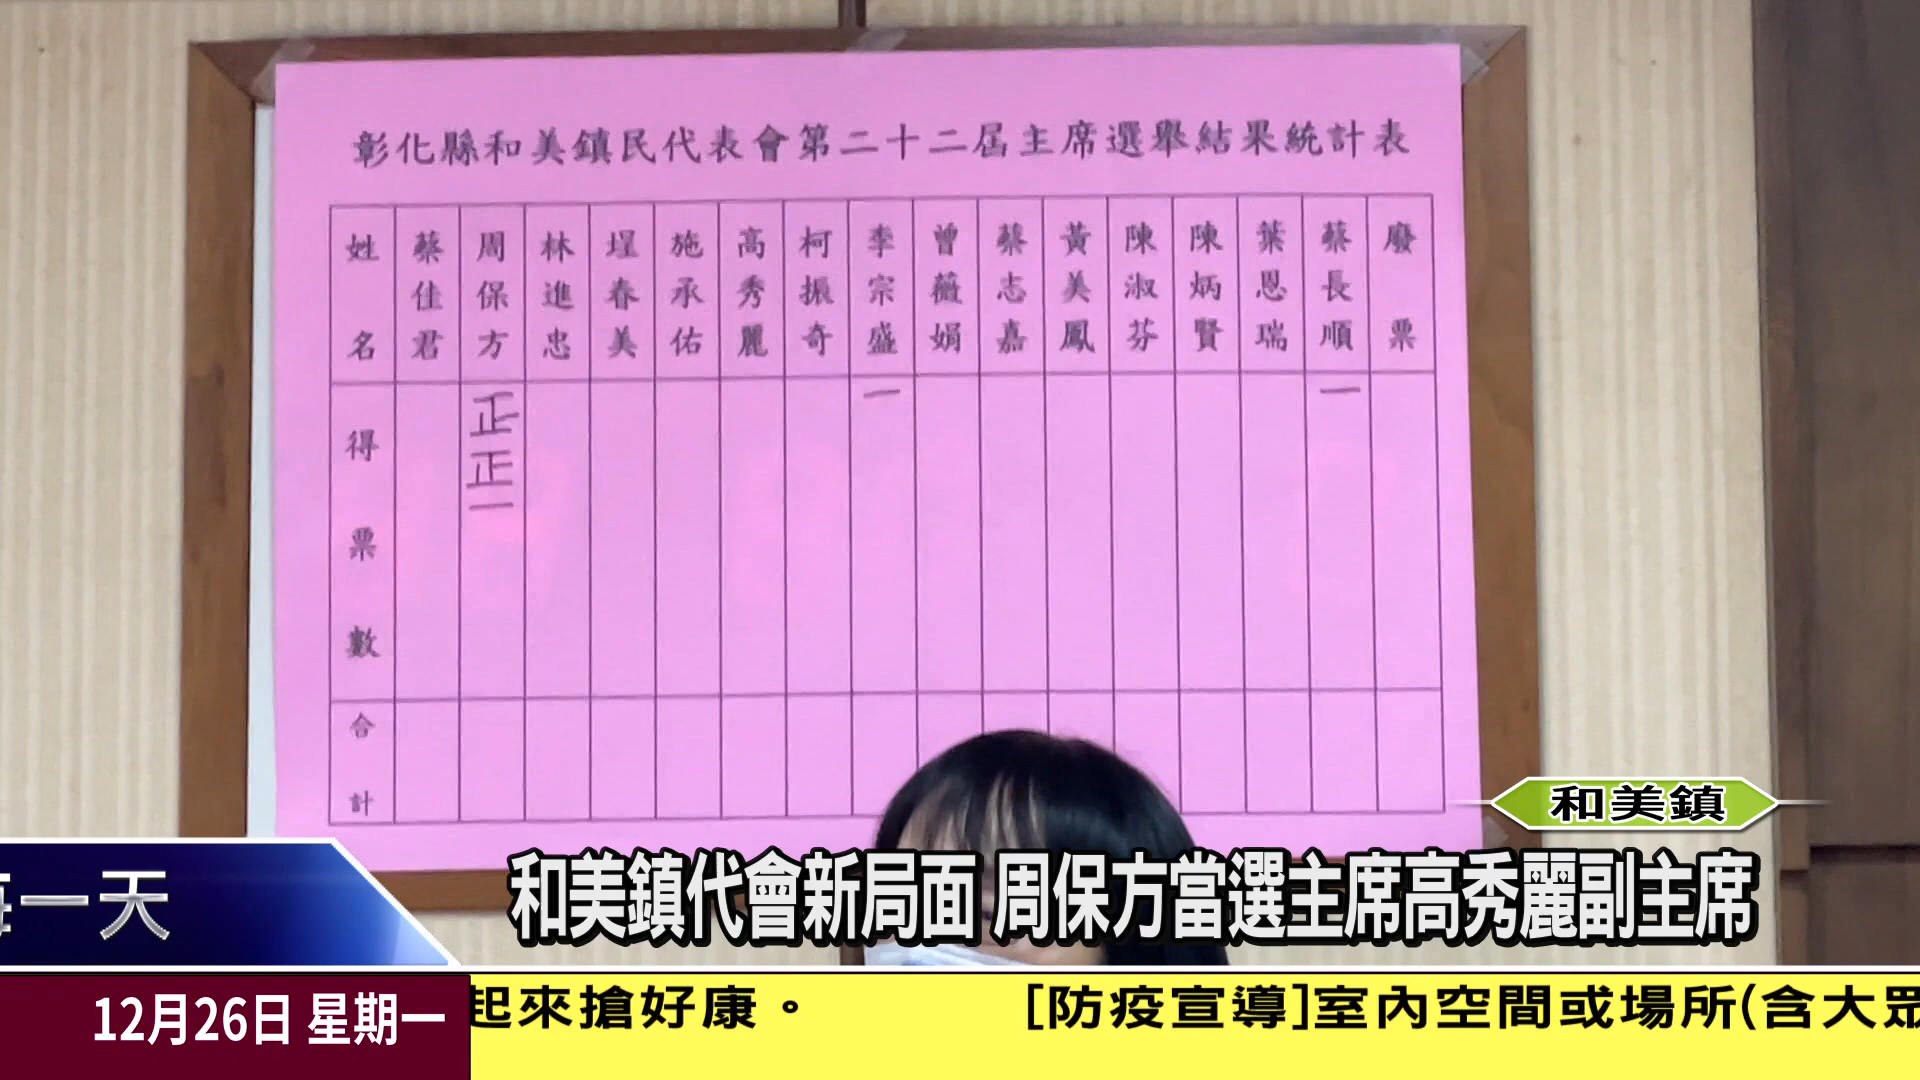 彰化縣和美鎮民代表會第二十二屆主席選舉結果統計表
姓名 蔡佳君 周保方 林進忠 埕春美 施承佑 高秀麗 柯振奇 李宗盛 曾薇娟 蔡志嘉 黃美鳳 陳淑芬 陳炳賢 葉恩瑞 蔡長順 廢票
得票數 正正一 一 一
合計
和美鎮
一天
和美鎮代會新局面 周保方當選主席高秀麗副主席
12月26日 星期一
起來搶好康。 [防疫宣導]室內空間或場所(含大眾